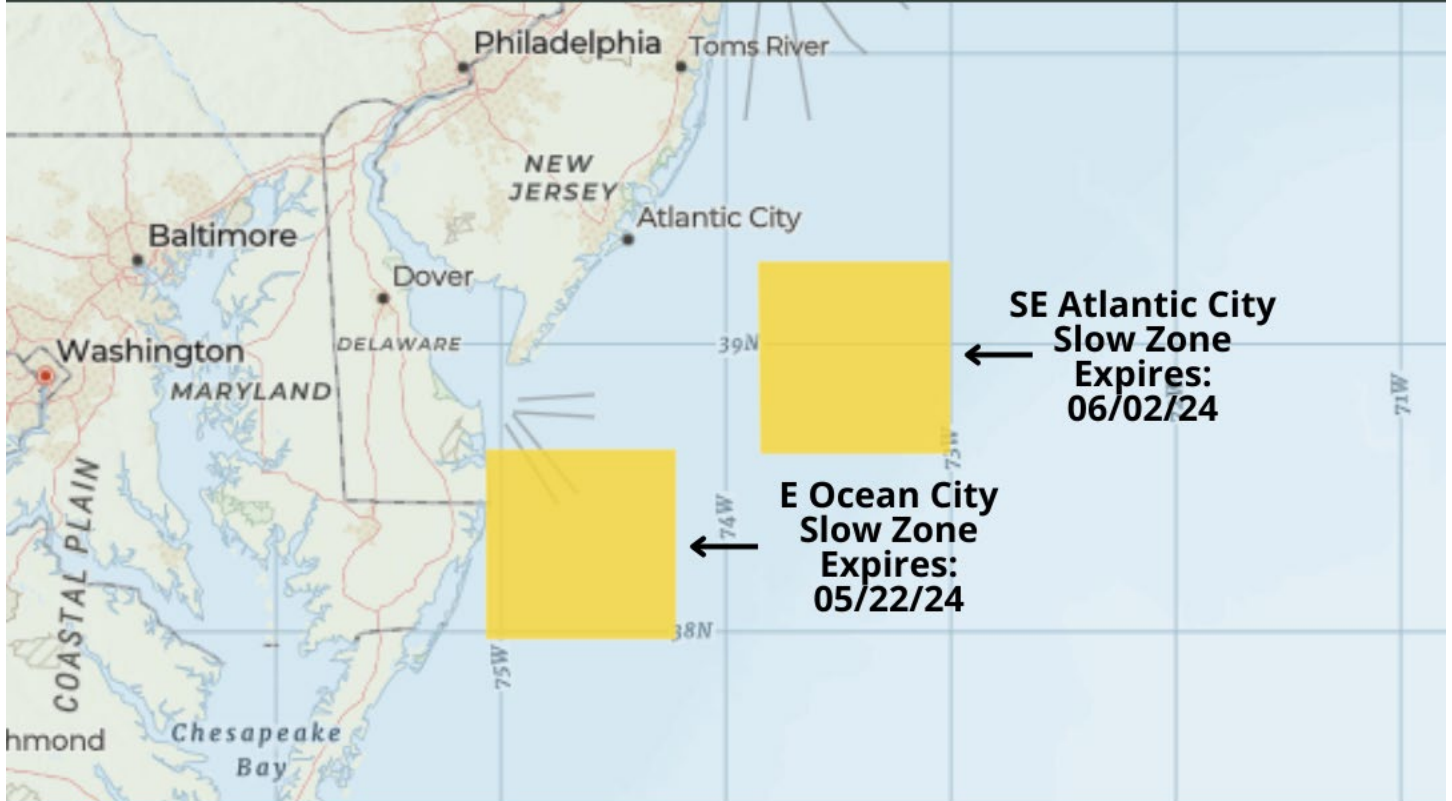 Philadelphia
Toms River
NEW
JERSEY
Atlantic City
Baltimore
Dover
DELAWARE
Washington
MARYLAND
39N
SE Atlantic City
Slow Zone
Expires:
06/02/24
71W
73W
E Ocean City
Slow Zone
Expires:
05/22/24
74W
COASTAL PLAIN
38N
75W
hmond
Chesapeake
Bay